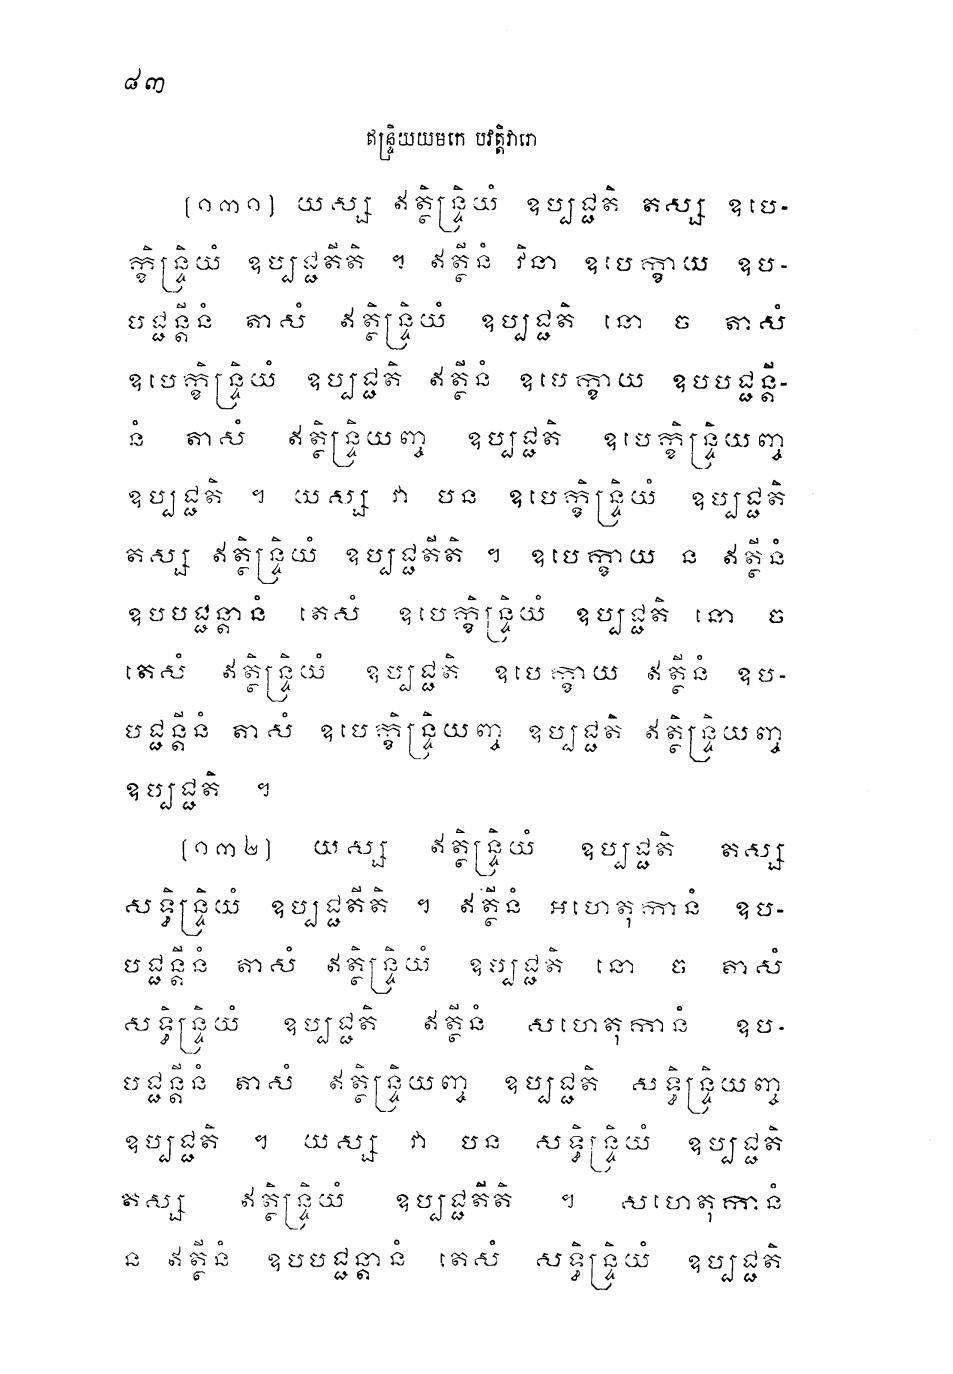 ៨៣
ឥន្ទ្រិយយមកេ បវត្តិវារោ
(១៣១) យស្ស ឥត្ថិន្ទ្រិយំ ឧប្បជ្ជតិ តស្ស ឧបេ-
ក្ខិន្ទ្រិយំ ឧប្បជ្ជតីតិ ។ ឥត្ថីនំ វិនា ឧបេក្ខាយ ឧប-
បជ្ជន្តីនំ តាសំ ឥត្ថិន្ទ្រិយំ ឧប្បជ្ជតិ នោ ច តាសំ
ឧបេក្ខិន្ទ្រិយំ ឧប្បជ្ជតិ ឥត្ថីនំ ឧបេក្ខាយ ឧបបជ្ជន្តី-
នំ តាសំ ឥត្ថិន្ទ្រិយញ្ច ឧប្បជ្ជតិ ឧបេក្ខិន្ទ្រិយញ្ច
ឧប្បជ្ជតិ ។ យស្ស វា បន ឧបេក្ខិន្ទ្រិយំ ឧប្បជ្ជតិ
តស្ស ឥត្ថិន្ទ្រិយំ ឧប្បជ្ជតីតិ ។ ឧបេក្ខាយ ន ឥត្ថីនំ
ឧបបជ្ជន្តានំ តេសំ ឧបេក្ខិន្ទ្រិយំ ឧប្បជ្ជតិ នោ ច
តេសំ ឥត្ថិន្ទ្រិយំ ឧប្បជ្ជតិ ឧបេក្ខាយ ឥត្ថីនំ ឧប-
បជ្ជន្តីនំ តាសំ ឧបេក្ខិន្ទ្រិយញ្ច ឧប្បជ្ជតិ ឥត្ថិន្ទ្រិយញ្ច
ឧប្បជ្ជតិ ។
(១៣២) យស្ស ឥត្ថិន្ទ្រិយំ ឧប្បជ្ជតិ តស្ស
សទ្ធិន្ទ្រិយំ ឧប្បជ្ជតីតិ ។ ឥត្ថីនំ អហេតុកានំ ឧប-
បជ្ជន្តីនំ តាសំ ឥត្ថិន្ទ្រិយំ ឧប្បជ្ជតិ នោ ច តាសំ
សទ្ធិន្ទ្រិយំ ឧប្បជ្ជតិ ឥត្ថីនំ សហេតុកានំ ឧប-
បជ្ជន្តីនំ តាសំ ឥត្ថិន្ទ្រិយញ្ច ឧប្បជ្ជតិ សទ្ធិន្ទ្រិយញ្ច
ឧប្បជ្ជតិ ។ យស្ស វា បន សទ្ធិន្ទ្រិយំ ឧប្បជ្ជតិ
តស្ស ឥត្ថិន្ទ្រិយំ ឧប្បជ្ជតីតិ ។ សហេតុកានំ
ន ឥត្ថីនំ ឧបបជ្ជន្តានំ តេសំ សទ្ធិន្ទ្រិយំ ឧប្បជ្ជតិ